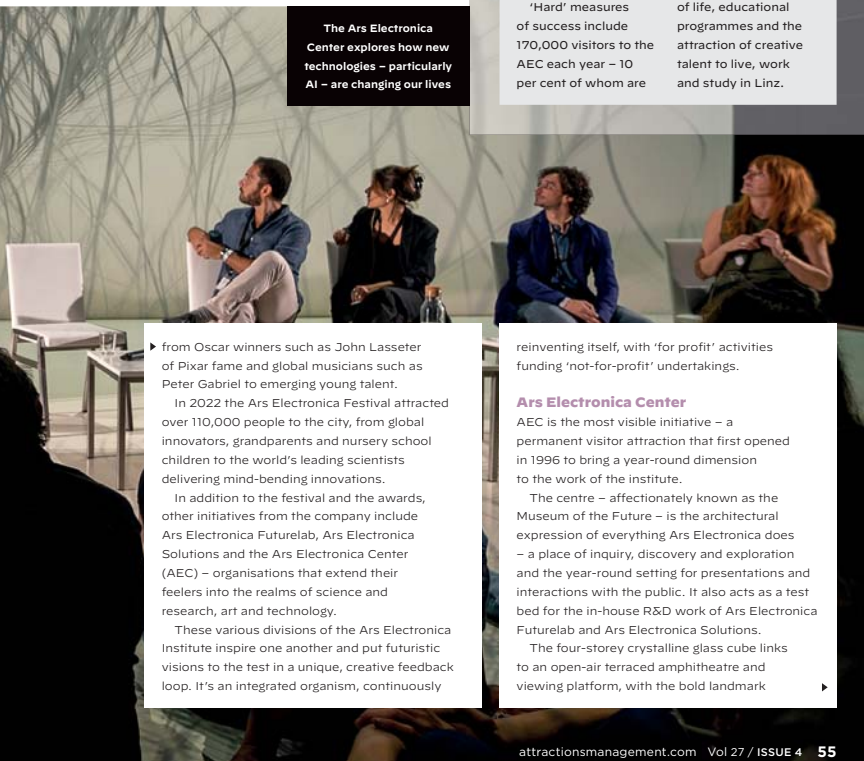 The Ars Electronica
Center explores how new
technologies – particularly
AI – are changing our lives
‘Hard’ measures
of success include
170,000 visitors to the
AEC each year – 10
per cent of whom are
of life, educational
programmes and the
attraction of creative
talent to live, work
and study in Linz.
from Oscar winners such as John Lasseter
of Pixar fame and global musicians such as
Peter Gabriel to emerging young talent.
In 2022 the Ars Electronica Festival attracted
over 110,000 people to the city, from global
innovators, grandparents and nursery school
children to the world’s leading scientists
delivering mind-bending innovations.
In addition to the festival and the awards,
other initiatives from the company include
Ars Electronica Futurelab, Ars Electronica
Solutions and the Ars Electronica Center
(AEC) – organisations that extend their
feelers into the realms of science and
research, art and technology.
These various divisions of the Ars Electronica
Institute inspire one another and put futuristic
visions to the test in a unique, creative feedback
loop. It’s an integrated organism, continuously
reinventing itself, with ‘for profit’ activities
funding ‘not-for-profit’ undertakings.
Ars Electronica Center
AEC is the most visible initiative – a
permanent visitor attraction that first opened
in 1996 to bring a year-round dimension
to the work of the institute.
The centre – affectionately known as the
Museum of the Future – is the architectural
expression of everything Ars Electronica does
– a place of inquiry, discovery and exploration
and the year-round setting for presentations and
interactions with the public. It also acts as a test
bed for the in-house R&D work of Ars Electronica
Futurelab and Ars Electronica Solutions.
The four-storey crystalline glass cube links
to an open-air terraced amphitheatre and
viewing platform, with the bold landmark
attractionsmanagement.com Vol 27 / ISSUE 4 55